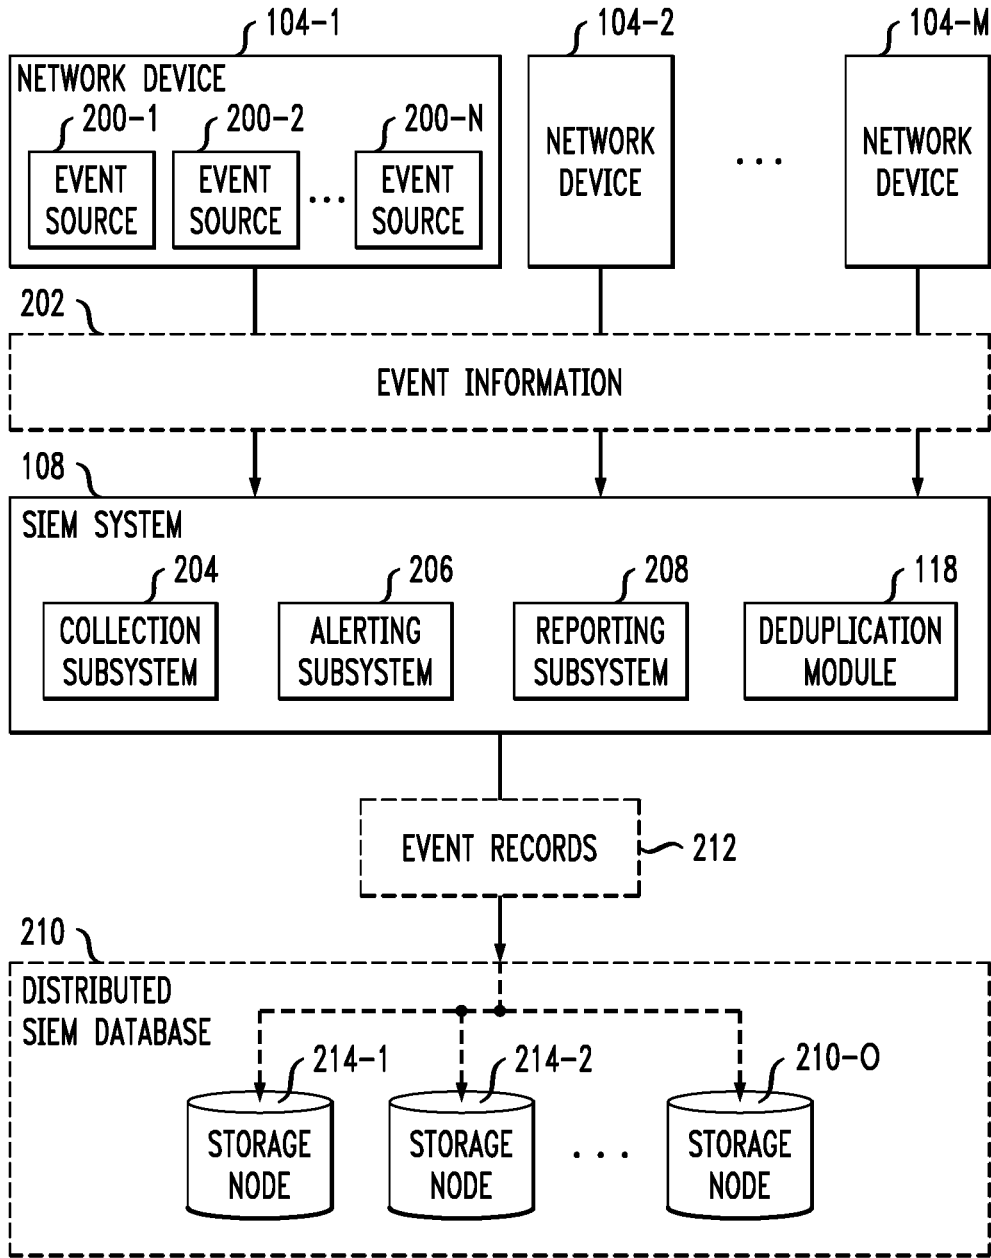 104-1
104-2
104-M
NETWORK DEVICE
200-1
200-2
200-N
EVENT
SOURCE
EVENT
SOURCE
...
EVENT
SOURCE
NETWORK
DEVICE
...
NETWORK
DEVICE
202
EVENT INFORMATION
108
SIEM SYSTEM
204
206
208
118
COLLECTION
SUBSYSTEM
ALERTING
SUBSYSTEM
REPORTING
SUBSYSTEM
DEDUPLICATION
MODULE
EVENT RECORDS
212
210
DISTRIBUTED
SIEM DATABASE
214-1
214-2
210-O
STORAGE
NODE
STORAGE
NODE
...
STORAGE
NODE